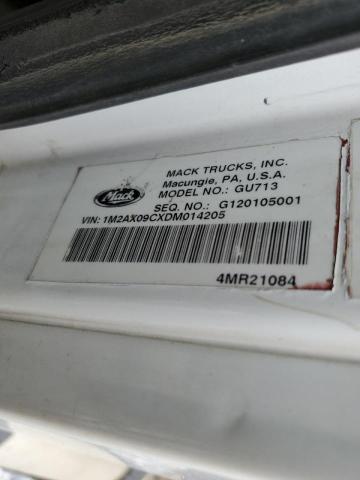 MACK TRUCKS, INC.
Macungie, PA, U.S.A.
MODEL NO.: GU713
SEQ. NO.: G120105001
Mack
VIN: 1M2AX09CXDM014205
4MR21084